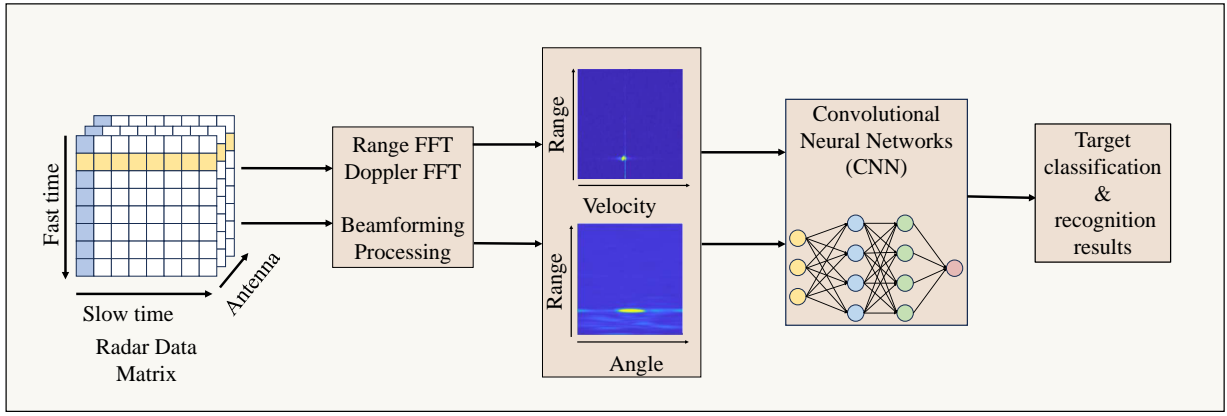 Fast time
Slow time
Antenna
Radar Data
Matrix
Range FFT
Doppler FFT
Beamforming
Processing
Range
Velocity
Range
Angle
Convolutional
Neural Networks
(CNN)
Target
classification
&
recognition
results